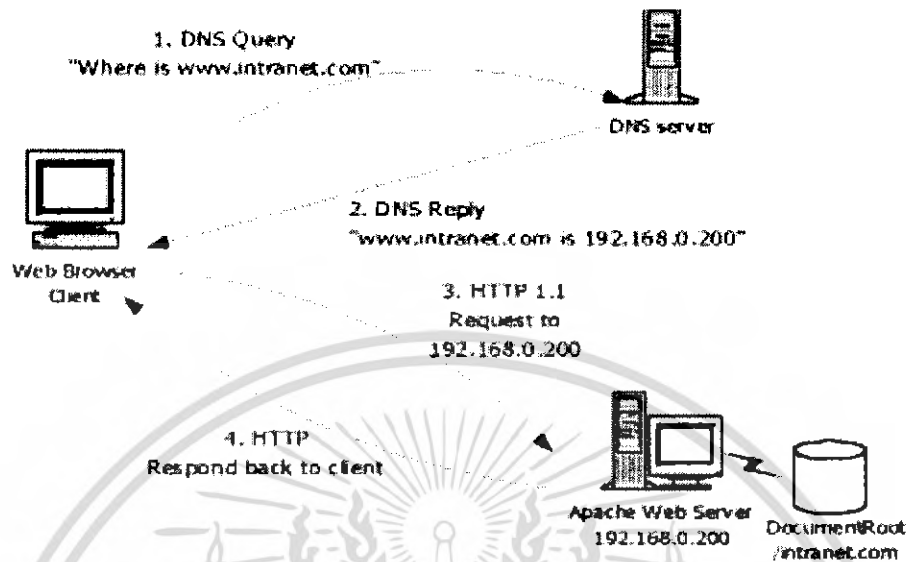 1. DNS Query
"Where is www.intranet.com"
DNS server
2. DNS Reply
"www.intranet.com is 192.168.0.200"
Web Browser
Client
3. HTTP 1.1
Request to
192.168.0.200
4. HTTP
Respond back to client
Apache Web Server
192.168.0.200
DocumentRoot
/intranet.com